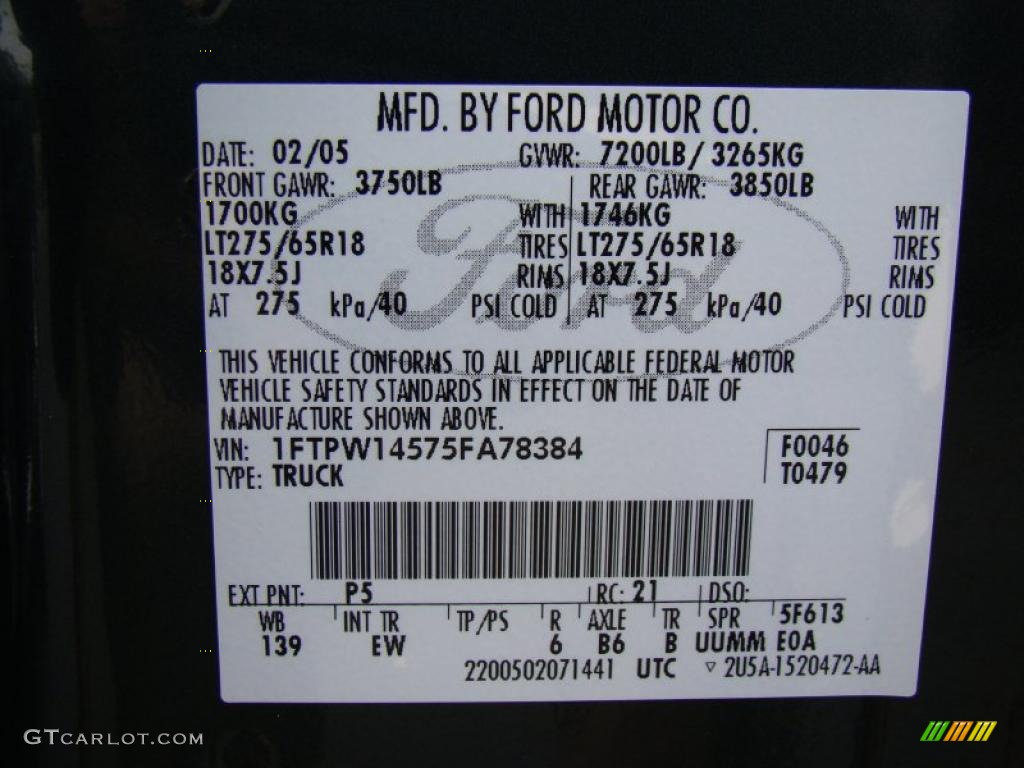 MFD. BY FORD MOTOR CO.
DATE: 02/05 GVWR: 7200LB/ 3265KG
FRONT GAWR: 3750LB REAR GAWR: 3850LB
1700KG WITH 1746KG WITH
LT275/65R18 TIRES LT275/65R18 TIRES
18X7.5J RIMS 18X7.5J RIMS
AT 275 kPa/40 PSI COLD AT 275 kPa/40 PSI COLD
Ford
THIS VEHICLE CONFORMS TO ALL APPLICABLE FEDERAL MOTOR
VEHICLE SAFETY STANDARDS IN EFFECT ON THE DATE OF
MANUFACTURE SHOWN ABOVE.
VIN: 1FTPW14575FA78384 F0046
TYPE: TRUCK T0479
EXT PNT: P5 RC: 21 DSO:
WB INT TR TP/PS R AXLE TR SPR 5F613
139 EW 6 B6 B UUMM E0A
2200502071441 UTC ▽ 2U5A-1520472-AA
GTCARLOT.COM